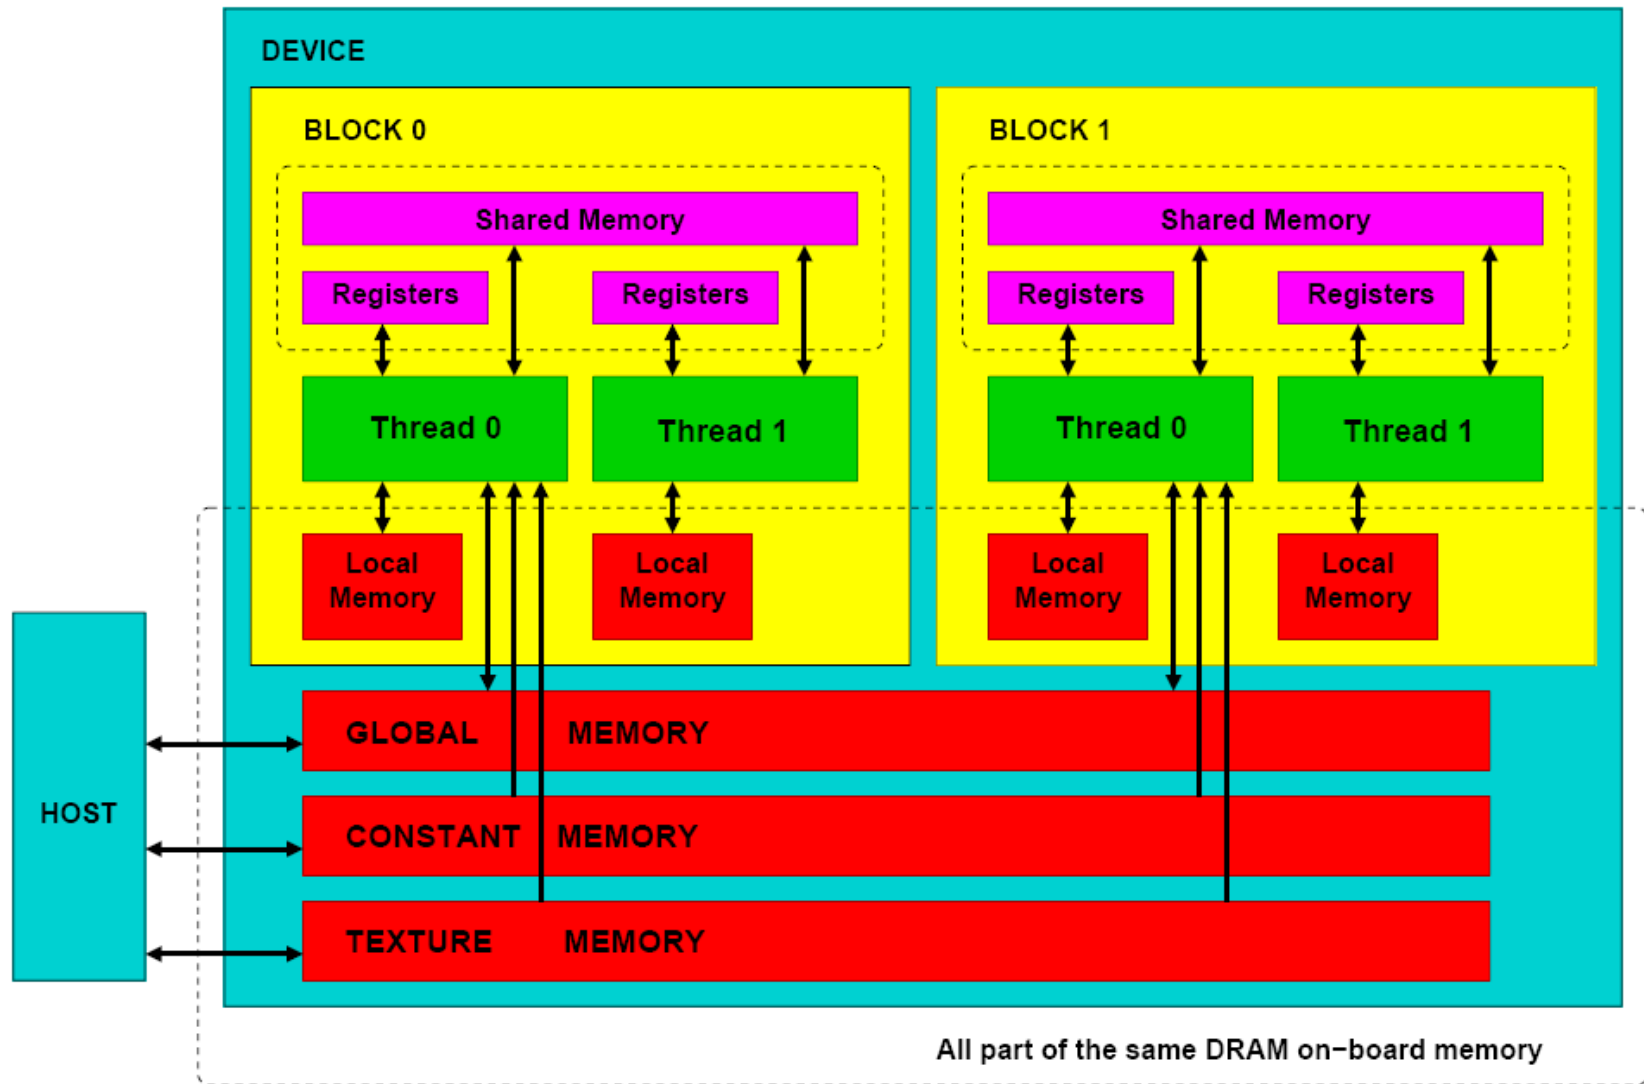 DEVICE
BLOCK 0
Shared Memory
Registers
Registers
Thread 0
Thread 1
Local
Memory
Local
Memory
BLOCK 1
Shared Memory
Registers
Registers
Thread 0
Thread 1
Local
Memory
Local
Memory
HOST
GLOBAL MEMORY
CONSTANT MEMORY
TEXTURE MEMORY
All part of the same DRAM on−board memory